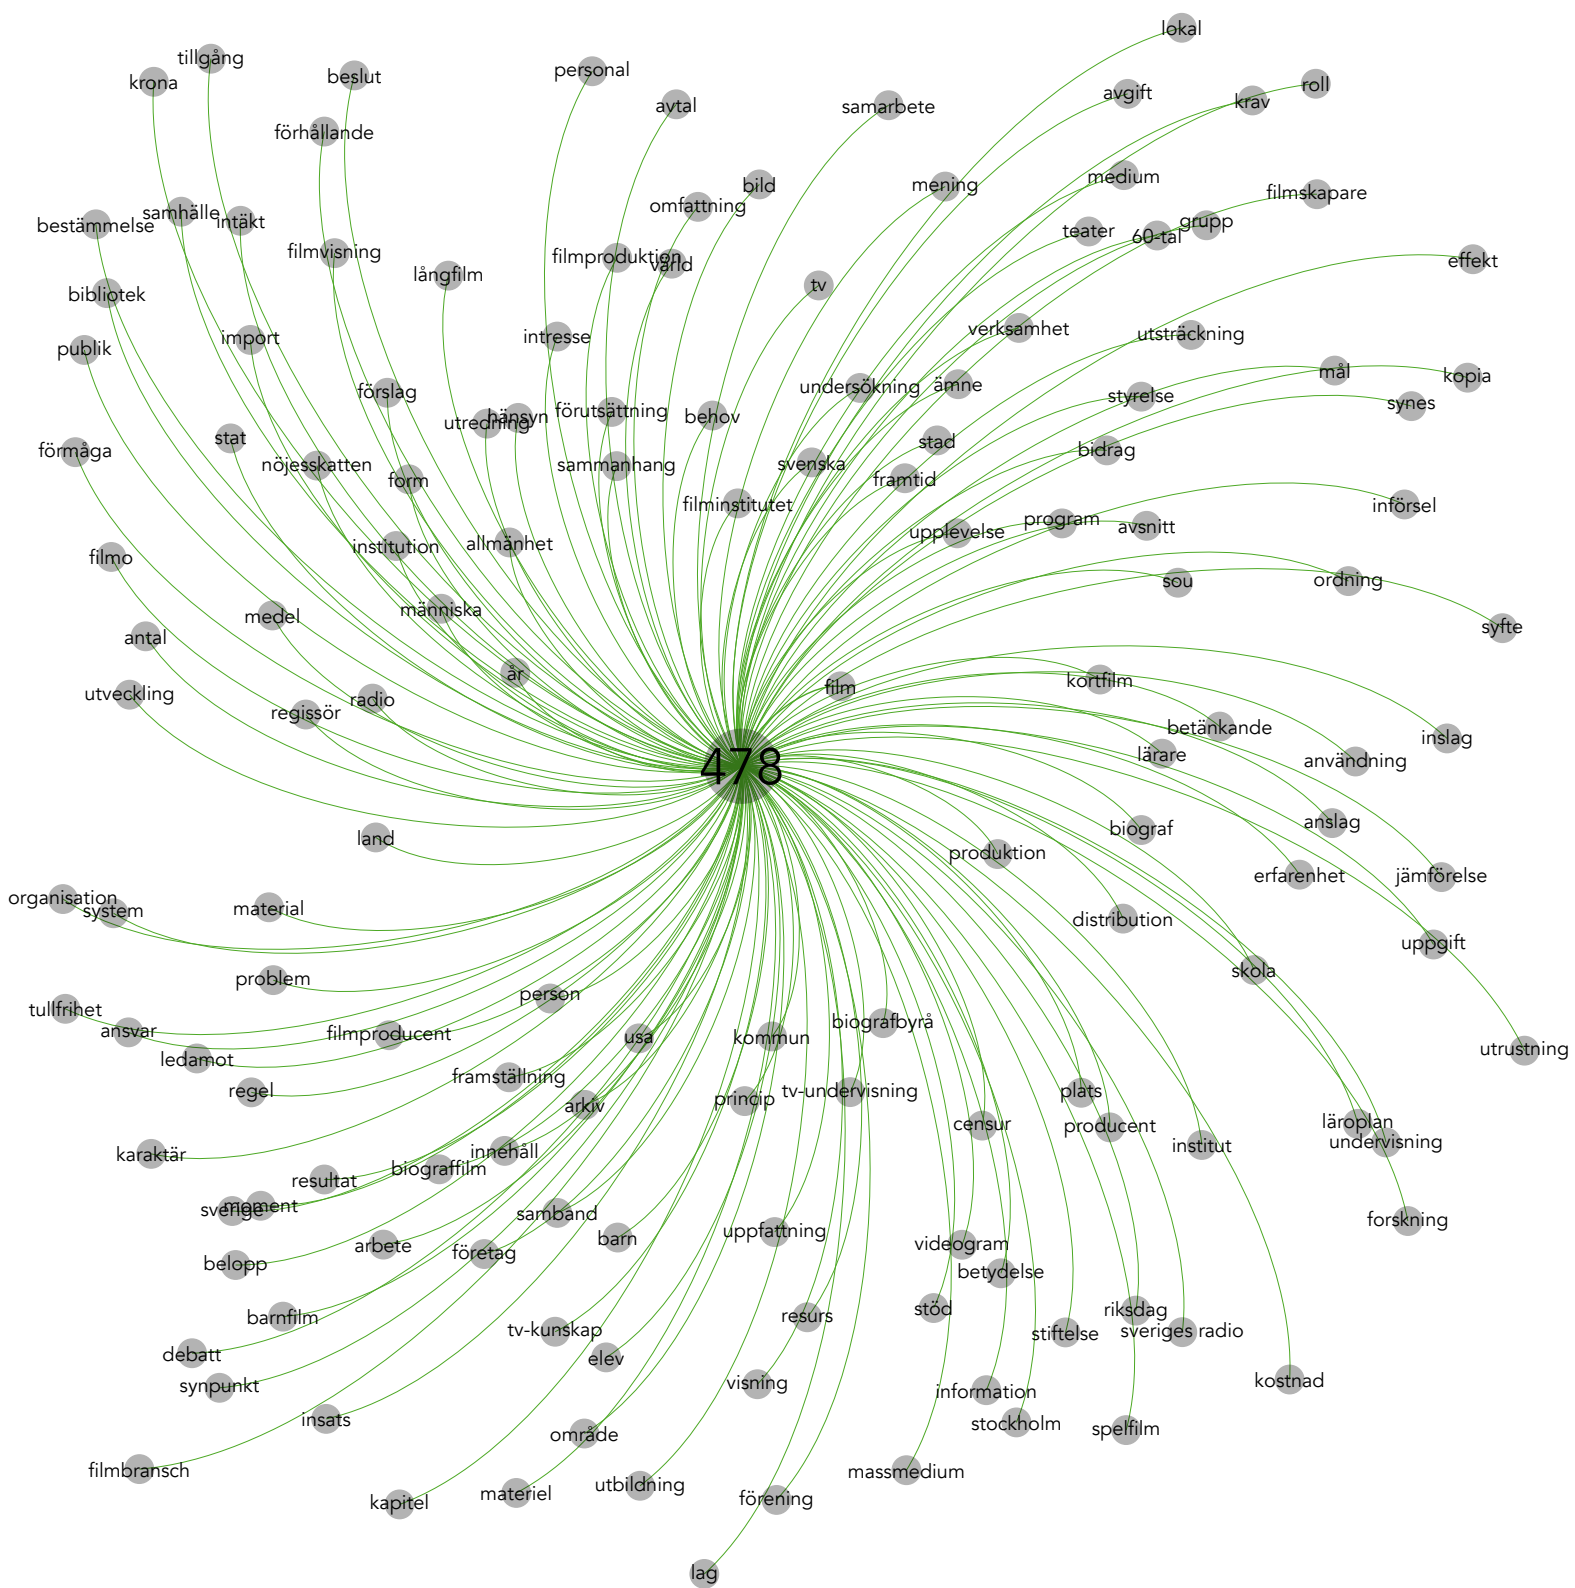 lokal
tillgång
personal
beslut
krona
roll
avgift
krav
avtal
samarbete
förhållande
medium
bild
mening
filmskapare
omfattning
samhälle
intäkt
bestämmelse
grupp
teater
60-tal
filmvisning
filmproduktion
värld
effekt
långfilm
tv
bibliotek
verksamhet
utsträckning
import
intresse
publik
mål
kopia
undersökning
ämne
förslag
styrelse
synes
förutsättning
hänsyn
behov
utredning
stat
stad
förmåga
bidrag
nöjesskatten
sammanhang
svenska
form
framtid
filminstitutet
införsel
program
avsnitt
upplevelse
institution
allmänhet
filmo
sou
ordning
människa
medel
syfte
antal
år
kortfilm
film
utveckling
radio
regissör
betänkande
inslag
lärare
användning
478
anslag
biograf
land
produktion
erfarenhet
jämförelse
organisation
system
material
distribution
uppgift
skola
problem
person
tullfrihet
biografbyrå
ansvar
filmproducent
usa
kommun
utrustning
ledamot
framställning
regel
tv-undervisning
plats
princip
arkiv
läroplan
censur
producent
undervisning
institut
innehåll
karaktär
biograffilm
resultat
moment
sverige
samband
forskning
uppfattning
barn
arbete
videogram
företag
belopp
betydelse
stöd
riksdag
resurs
barnfilm
tv-kunskap
stiftelse
sveriges radio
debatt
elev
kostnad
visning
synpunkt
information
insats
stockholm
spelfilm
område
filmbransch
massmedium
utbildning
materiel
förening
kapitel
lag